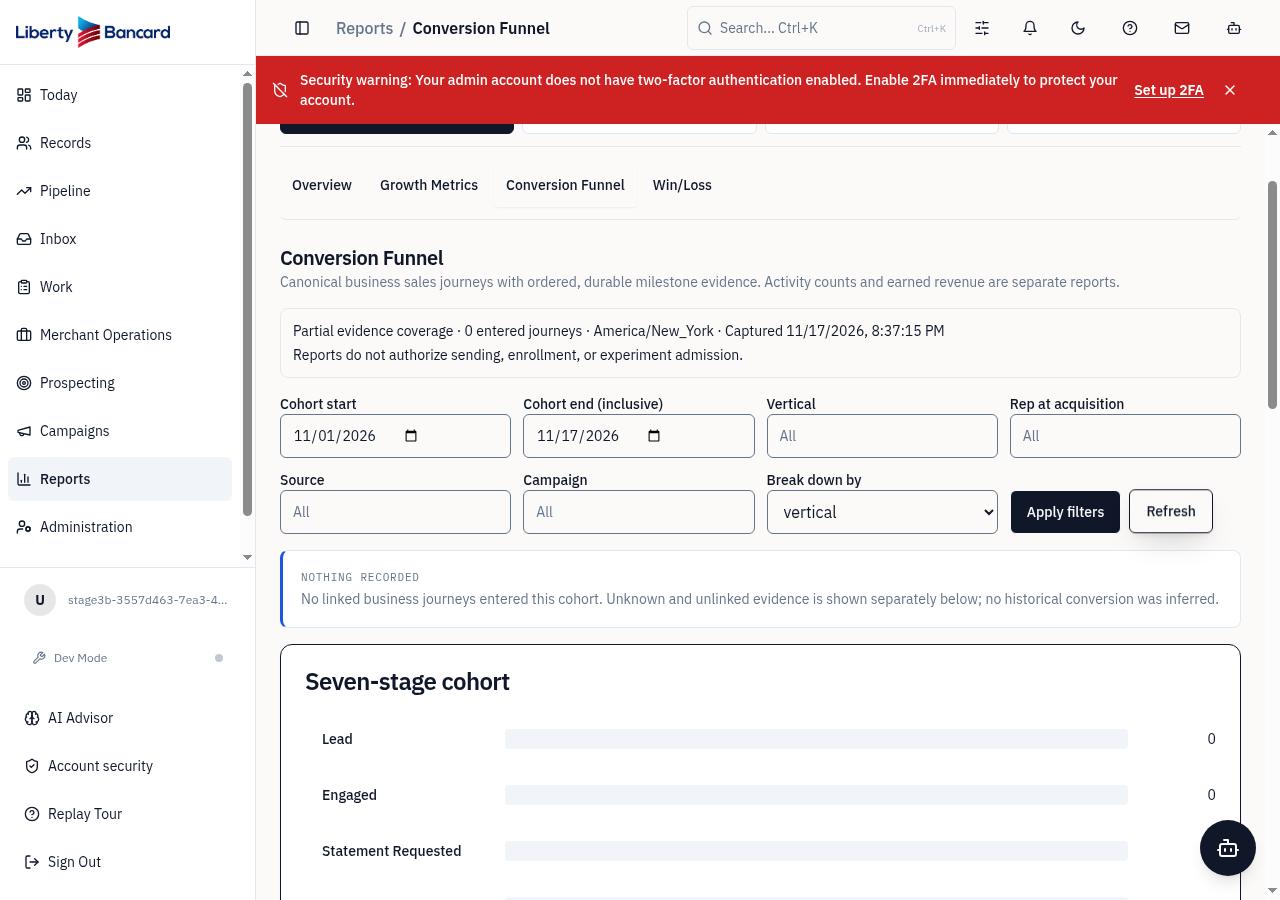 Liberty Bancard
Reports / Conversion Funnel
Search... Ctrl+K
Ctrl+K
Security warning: Your admin account does not have two-factor authentication enabled. Enable 2FA immediately to protect your
account.
Set up 2FA
Today
Records
Pipeline
Inbox
Work
Merchant Operations
Prospecting
Campaigns
Reports
Administration
U
stage3b-3557d463-7ea3-4...
Dev Mode
AI Advisor
Account security
Replay Tour
Sign Out
Overview
Growth Metrics
Conversion Funnel
Win/Loss
Conversion Funnel
Canonical business sales journeys with ordered, durable milestone evidence. Activity counts and earned revenue are separate reports.
Partial evidence coverage · 0 entered journeys · America/New_York · Captured 11/17/2026, 8:37:15 PM
Reports do not authorize sending, enrollment, or experiment admission.
Cohort start
11/01/2026
Cohort end (inclusive)
11/17/2026
Vertical
All
Rep at acquisition
All
Source
All
Campaign
All
Break down by
vertical
Apply filters
Refresh
NOTHING RECORDED
No linked business journeys entered this cohort. Unknown and unlinked evidence is shown separately below; no historical conversion was inferred.
Seven-stage cohort
Lead
0
Engaged
0
Statement Requested